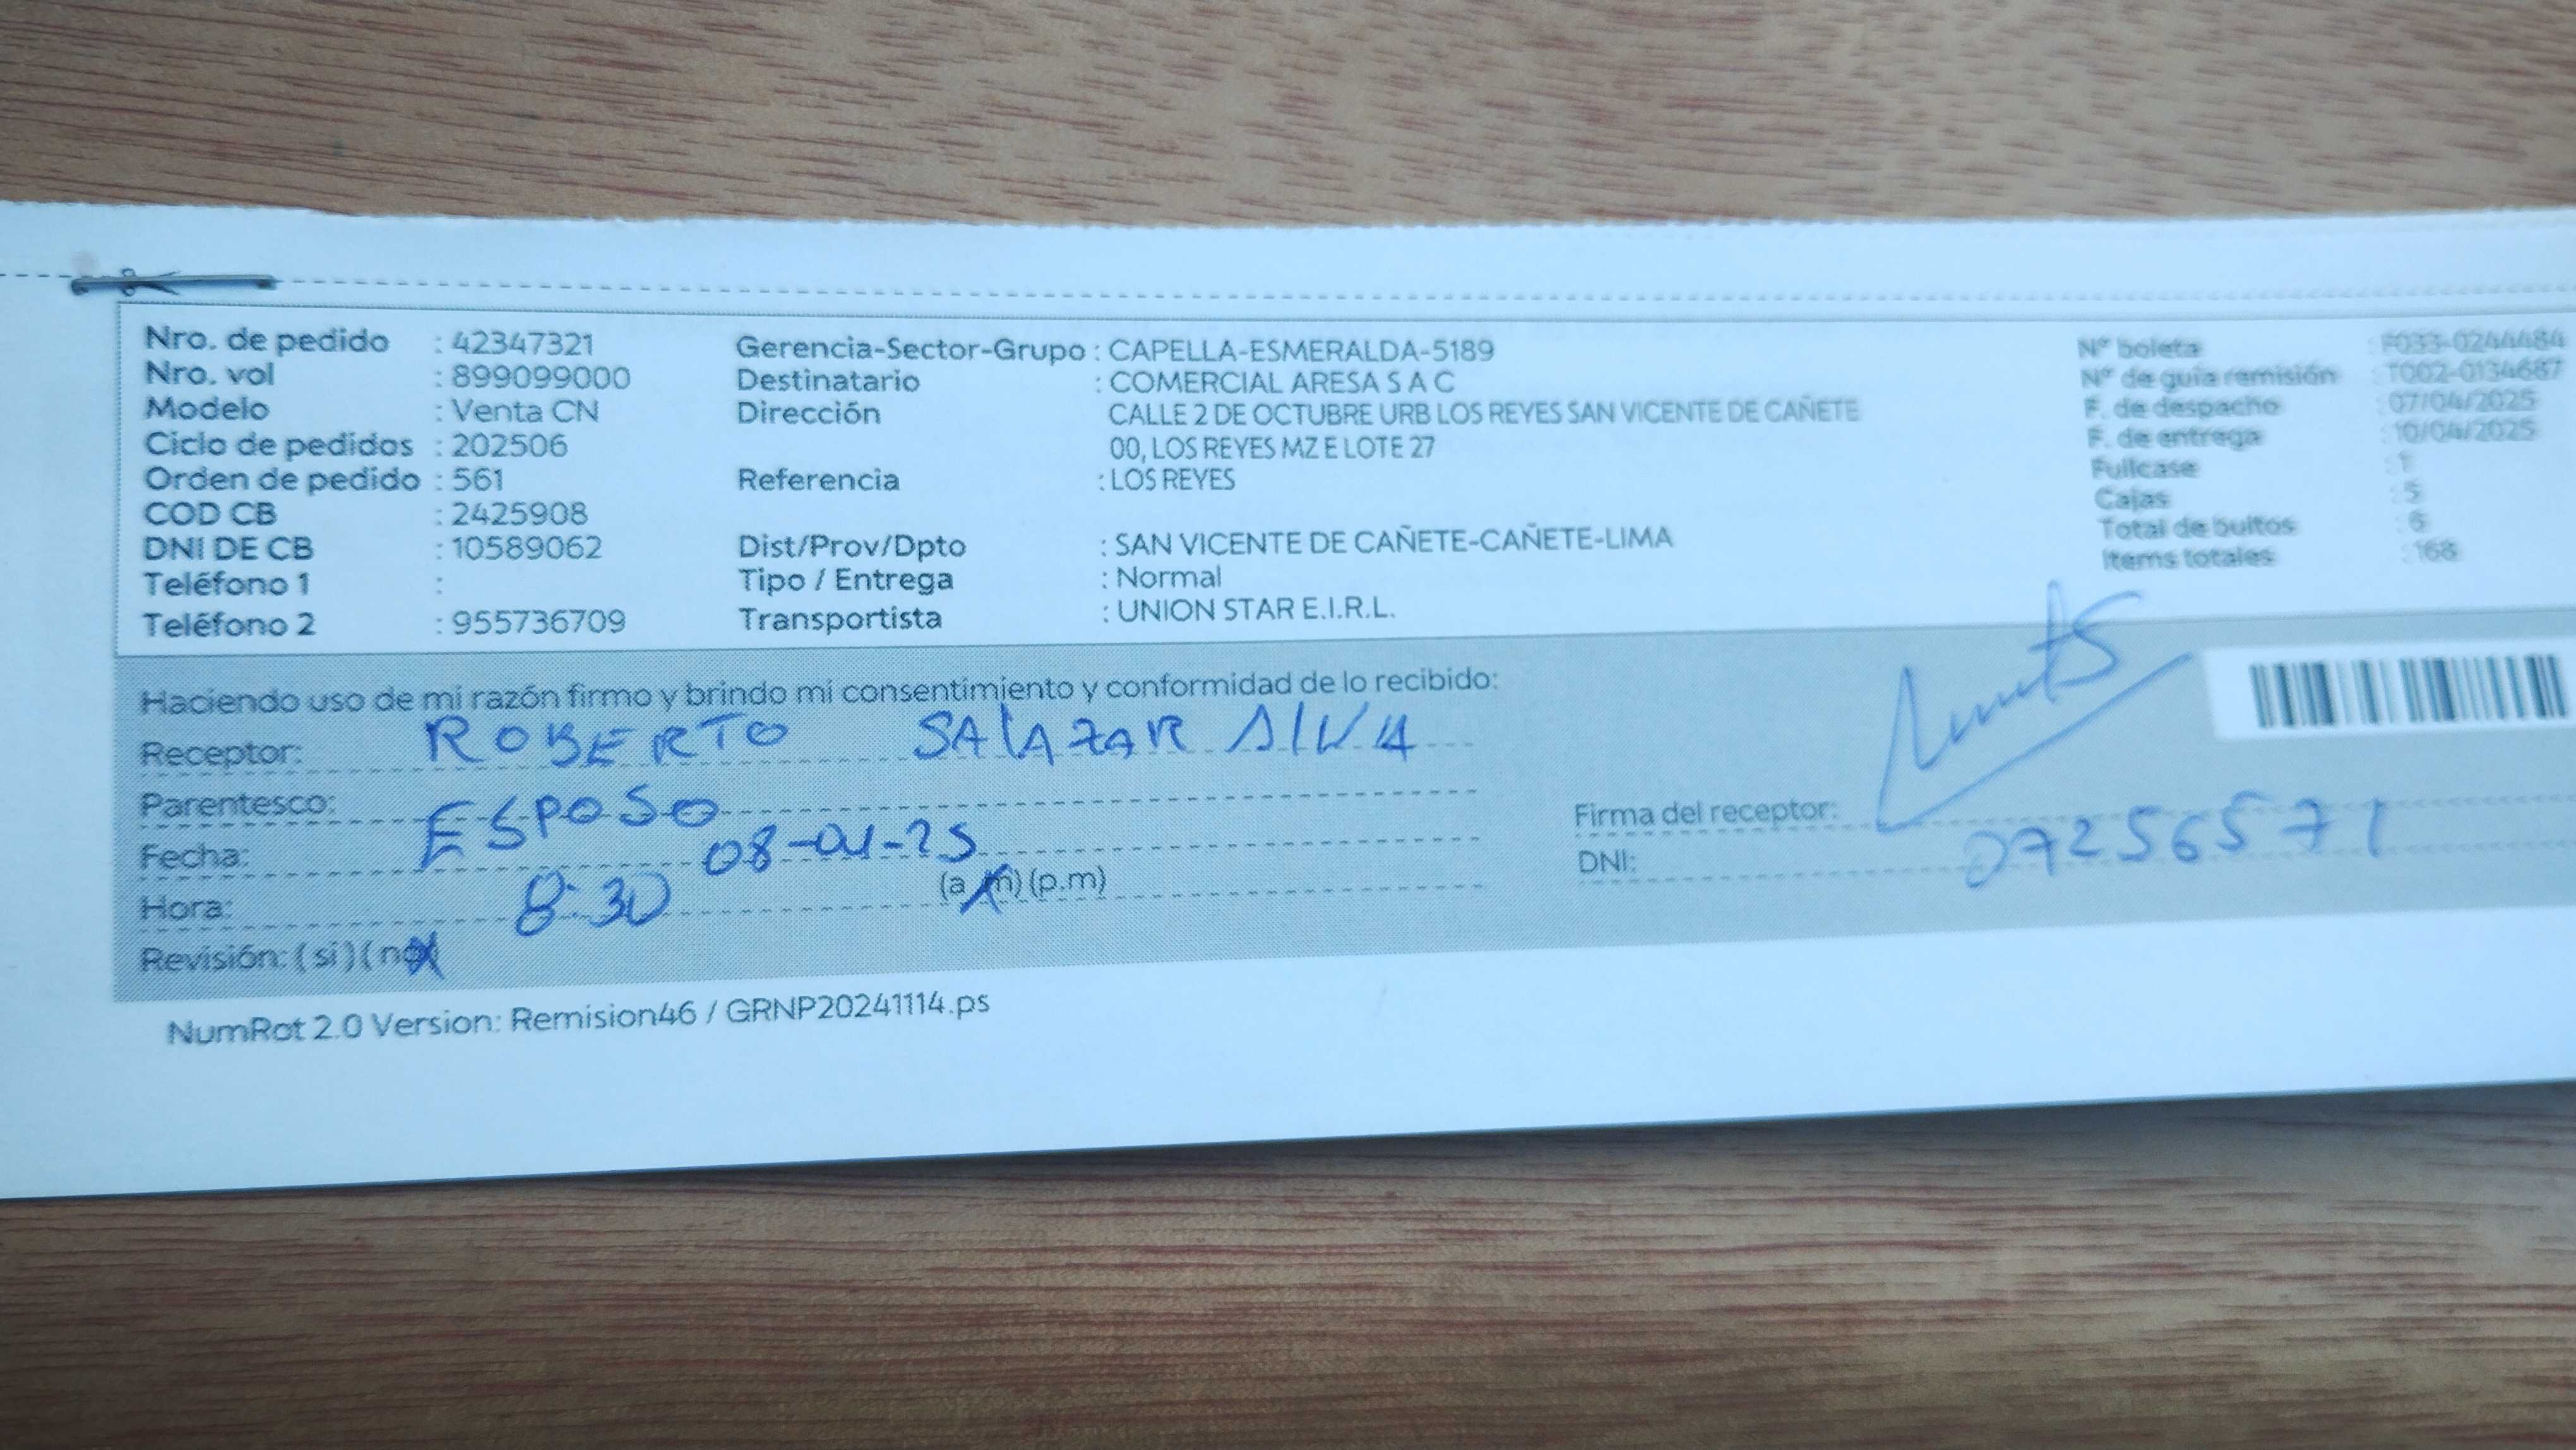 Nro. de pedido : 42347321
Nro. vol : 899099000
Modelo : Venta CN
Ciclo de pedidos : 202506
Orden de pedido : 561
COD CB : 2425908
DNI DE CB : 10589062
Teléfono 1 :
Teléfono 2 : 955736709
Gerencia-Sector-Grupo : CAPELLA-ESMERALDA-5189
Destinatario : COMERCIAL ARESA S A C
Dirección CALLE 2 DE OCTUBRE URB LOS REYES SAN VICENTE DE CAÑETE
00, LOS REYES MZ E LOTE 27
Referencia : LOS REYES
Dist/Prov/Dpto : SAN VICENTE DE CAÑETE-CAÑETE-LIMA
Tipo / Entrega : Normal
Transportista : UNION STAR E.I.R.L.
N° boleta : F033-0244484
N° de guía remisión : T002-0134687
F. de despacho : 07/04/2025
F. de entrega : 10/04/2025
Fullcase : 1
Cajas : 5
Total de bultos : 6
Items totales : 168
Haciendo uso de mi razón firmo y brindo mi consentimiento y conformidad de lo recibido:
Receptor: ROBERTO SALAZAR
Parentesco: ESPOSO
Fecha: 08-04-25
Hora: 8:30 (a.m) (p.m)
Revisión: ( si ) ( no )
Firma del receptor:
DNI: 07256571
NumRot 2.0 Version: Remision46 / GRNP20241114.ps